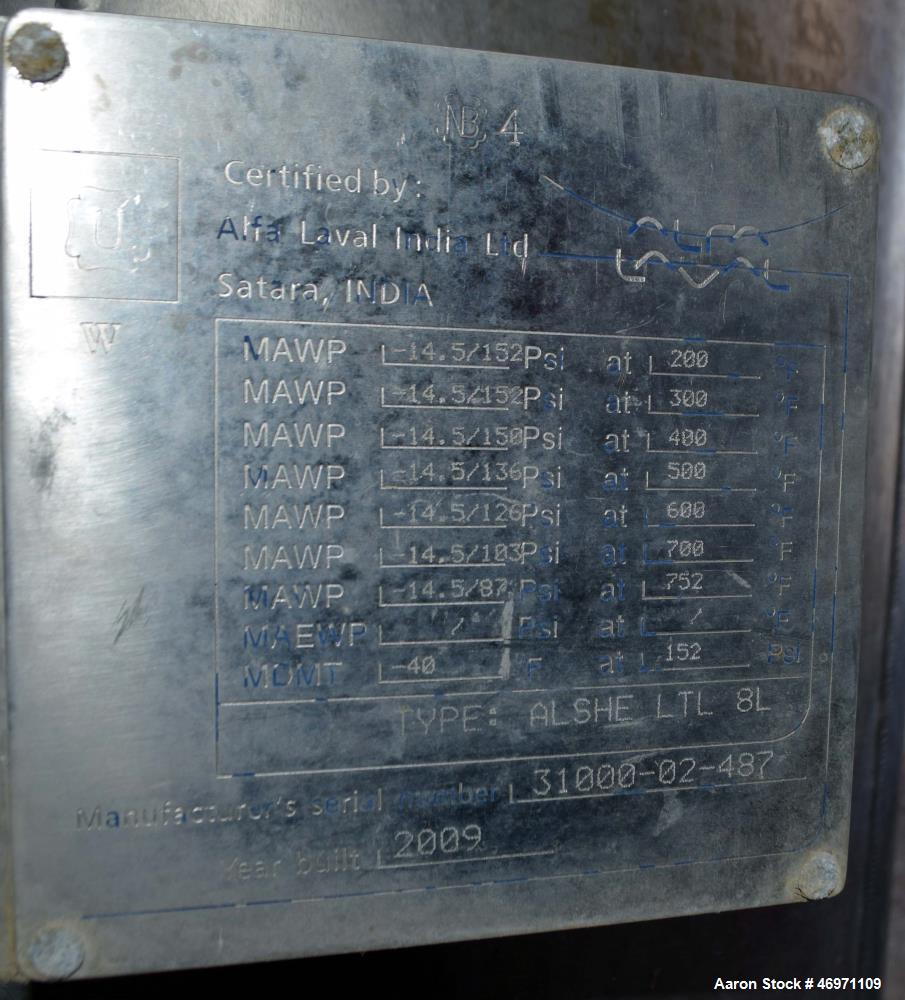 NB 4
Certified by:
U
Alfa Laval India Ltd
ALFA
LAVAL
Satara, INDIA
W
MAWP -14.5/152 Psi at 200 °F
MAWP -14.5/152 Psi at 300 °F
MAWP -14.5/150 Psi at 400 °F
MAWP -14.5/136 Psi at 500 °F
MAWP -14.5/126 Psi at 600 °F
MAWP -14.5/103 Psi at 700 °F
MAWP -14.5/87 Psi at 752 °F
MAEWP / Psi at / °F
MDMT -40 °F at 152 Psi
TYPE: ALSHE LTL 8L
Manufacturer's serial number 31000-02-487
Year built 2009
Aaron Stock # 46971109